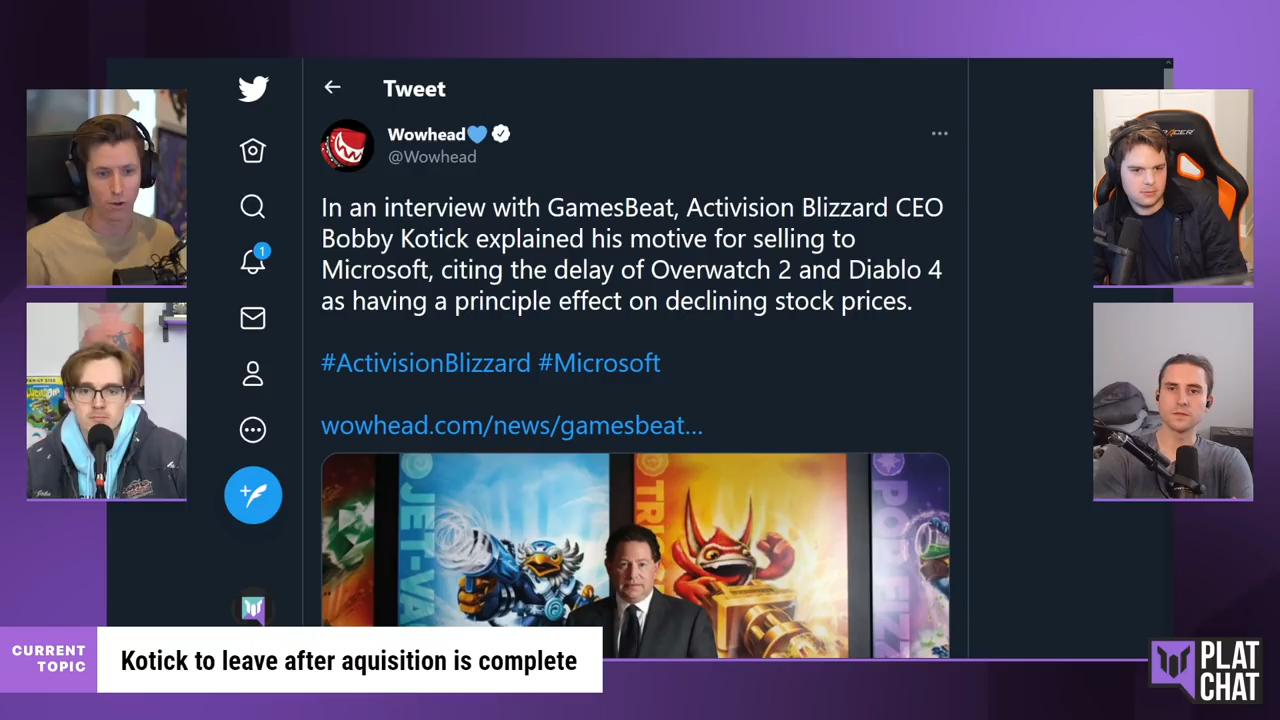 Tweet
Wowhead
@Wowhead
In an interview with GamesBeat, Activision Blizzard CEO
Bobby Kotick explained his motive for selling to
Microsoft, citing the delay of Overwatch 2 and Diablo 4
as having a principle effect on declining stock prices.
#ActivisionBlizzard #Microsoft
wowhead.com/news/gamesbeat...
1
JET-VA
TRI
POP FIZZ
CURRENT
TOPIC
Kotick to leave after aquisition is complete
PLAT
CHAT